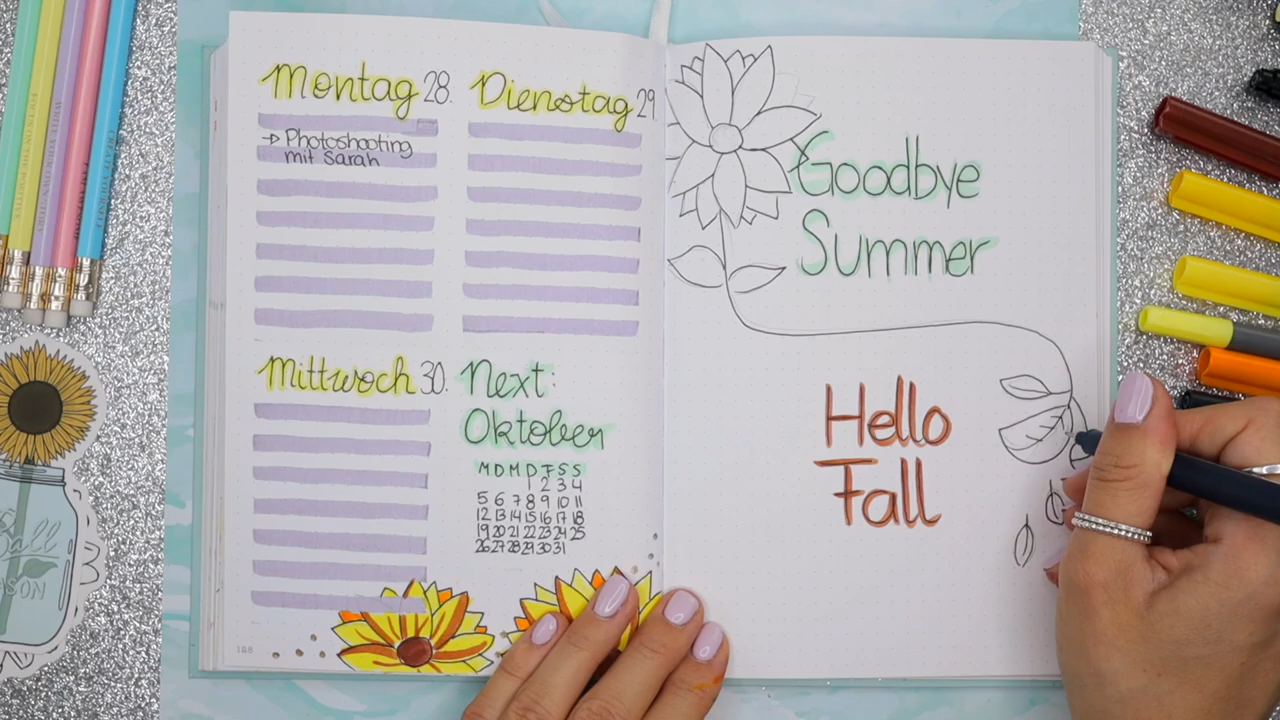 Montag 28.
→ Photoshooting
mit Sarah
Dienstag 29.
Mittwoch 30.
Next:
Oktober
M D M D F S S
1 2 3 4
5 6 7 8 9 10 11
12 13 14 15 16 17 18
19 20 21 22 23 24 25
26 27 28 29 30 31
Goodbye
Summer
Hello
Fall